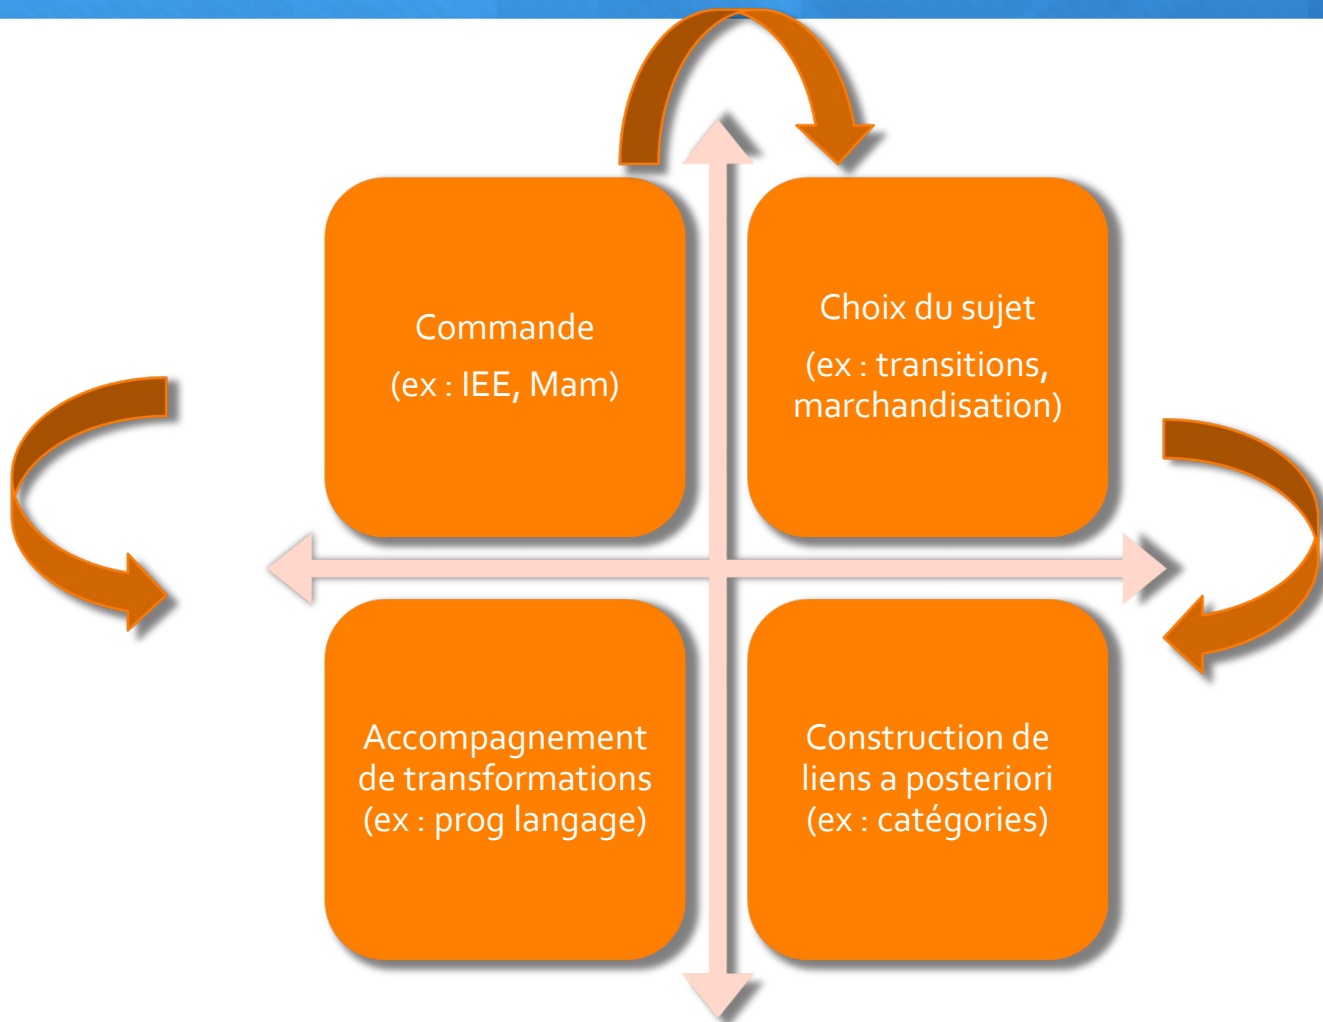 Commande
(ex : IEE, Mam)
Choix du sujet
(ex : transitions,
marchandisation)
Accompagnement
de transformations
(ex : prog langage)
Construction de
liens a posteriori
(ex : catégories)